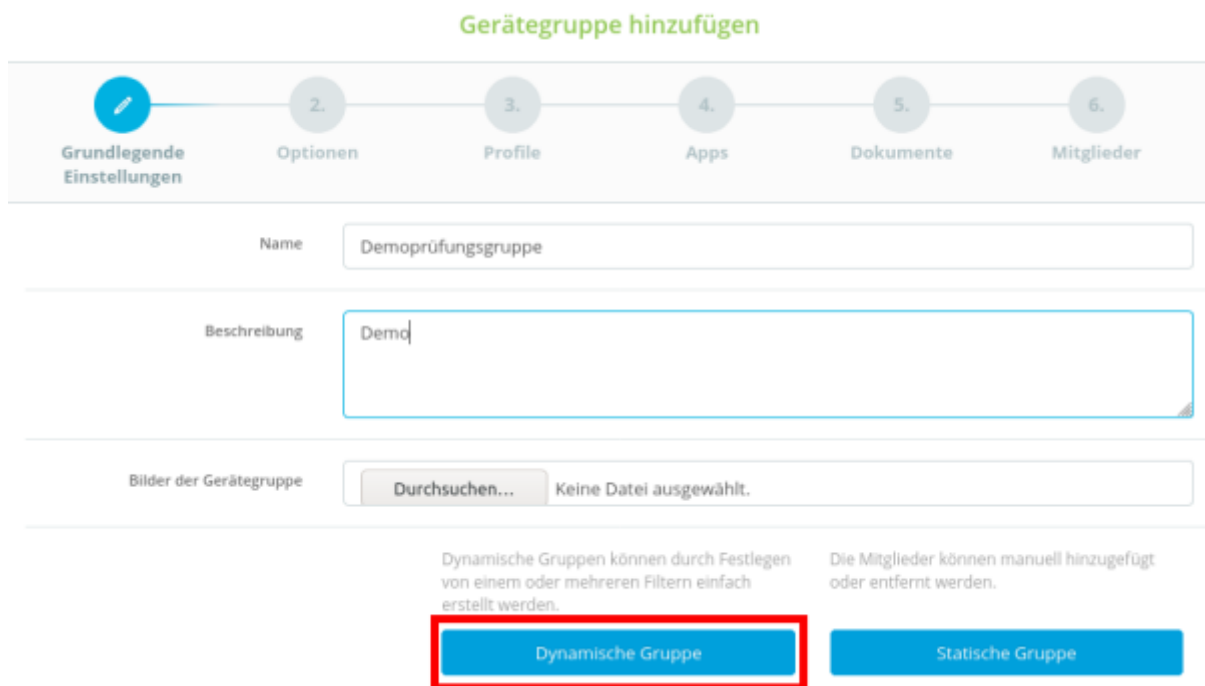 Gerätegruppe hinzufügen
2.
3.
4.
5.
6.
Grundlegende
Einstellungen
Optionen
Profile
Apps
Dokumente
Mitglieder
Name
Demoprüfungsgruppe
Beschreibung
Demo
Bilder der Gerätegruppe
Durchsuchen...
Keine Datei ausgewählt.
Dynamische Gruppen können durch Festlegen
von einem oder mehreren Filtern einfach
erstellt werden.
Die Mitglieder können manuell hinzugefügt
oder entfernt werden.
Dynamische Gruppe
Statische Gruppe